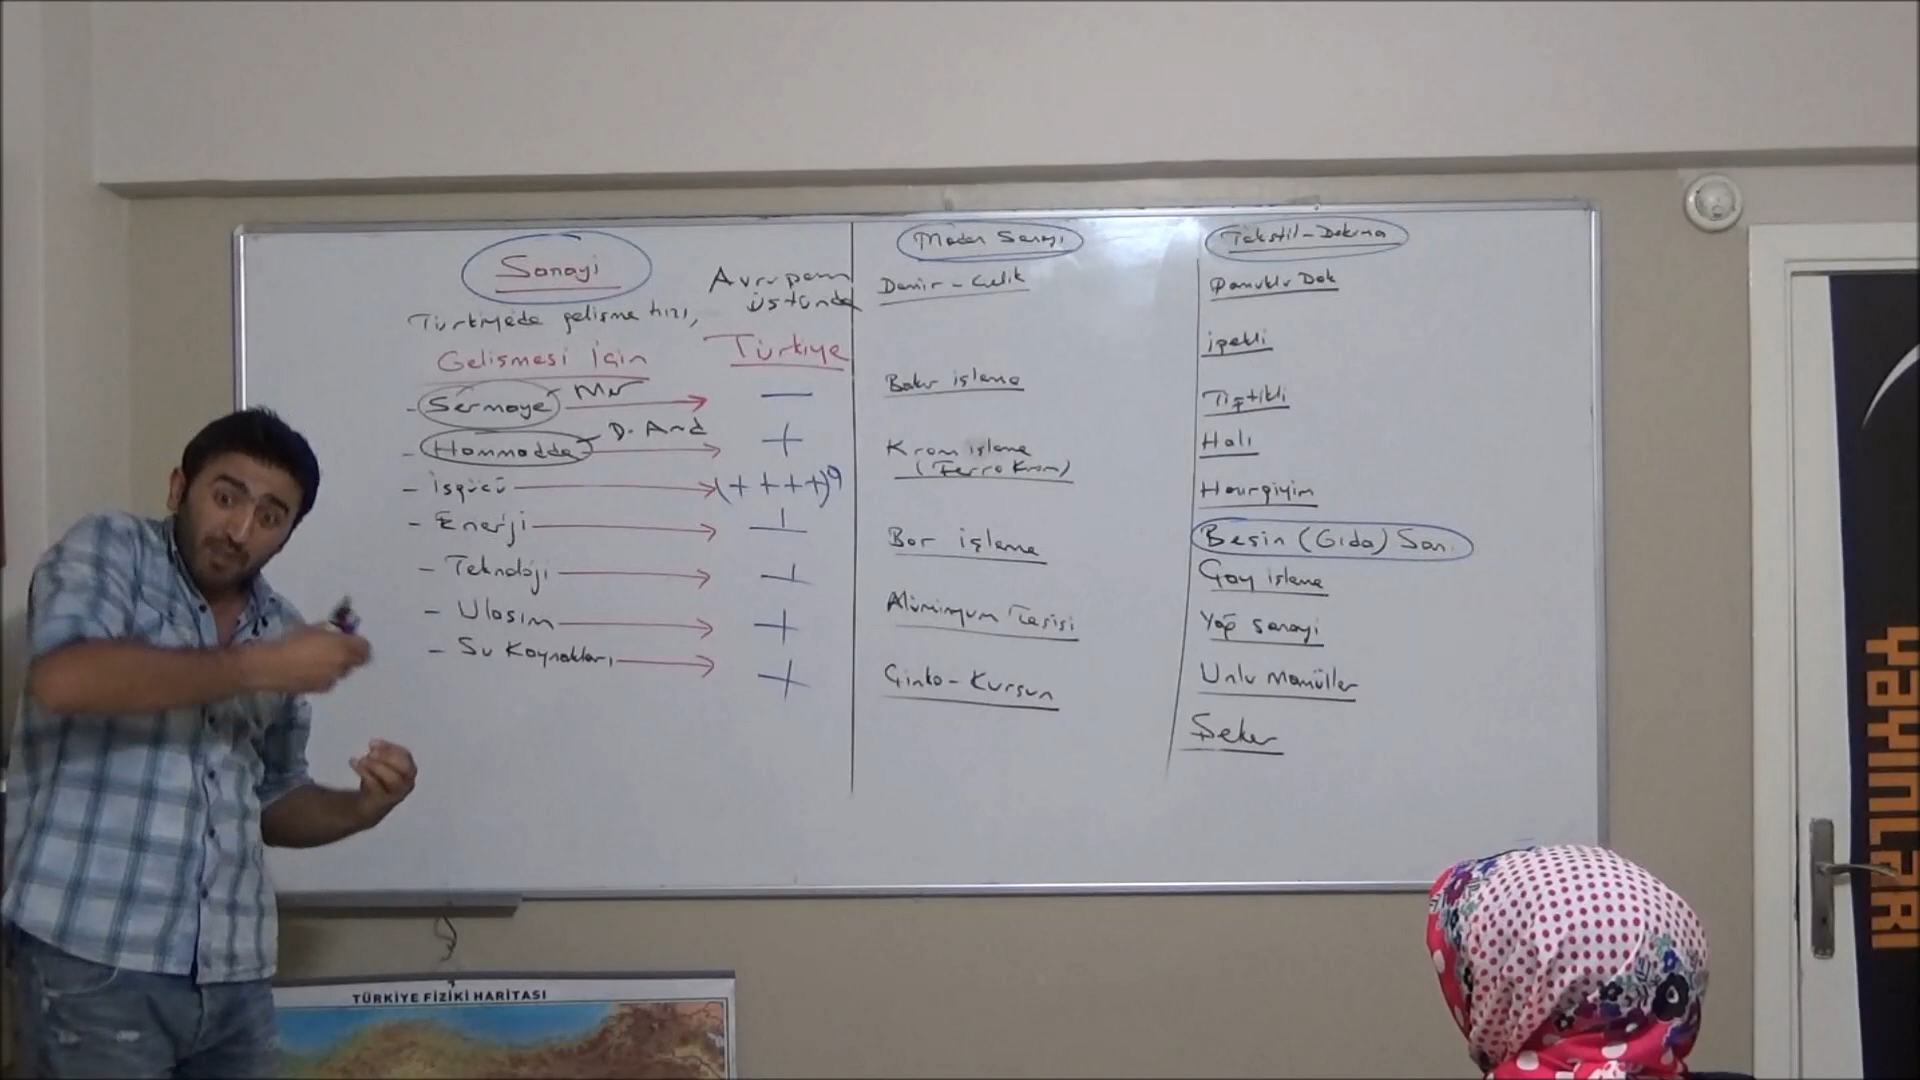 Sanayi
Avrupanın
üstünde
Türkiyede gelişme hızı,
Gelişmesi İçin
Türkiye
- Sermaye Mr —
- Hammadde D. And +
- İşgücü (++++)9
- Enerji
- Teknoloji
- Ulaşım +
- Su Kaynakları +
Maden Sanayi
Demir - Çelik
Bakır işleme
Krom işleme
(Ferro Krom)
Bor işleme
Alüminyum Tesisi
Çinko - Kurşun
Tekstil - Dokuma
Pamuklu Dok
İpekli
Tiftikli
Halı
Hazırgiyim
Besin (Gıda) San.
Çay işleme
Yağ Sanayi
Unlu Mamüller
Şeker
TÜRKİYE FİZİKİ HARİTASI
YAYINLARI